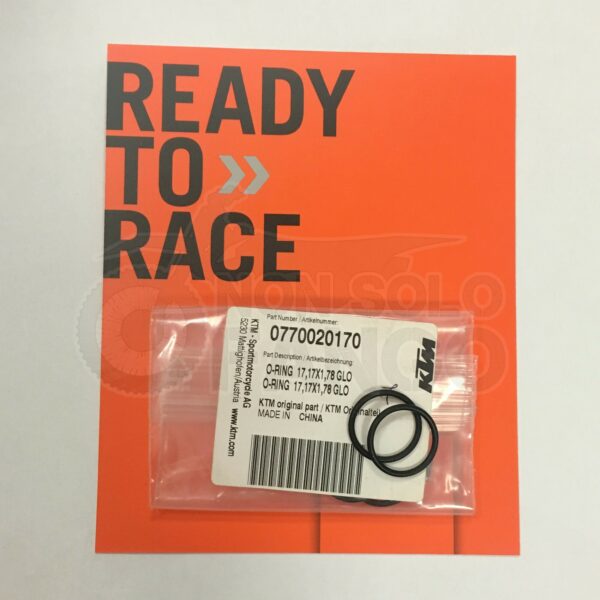 READY
TO
RACE
NON SOLO
Part Number / Artikelnummer:
0770020170
Part Description / Artikelbezeichnung:
O-RING 17,17X1,78 GLO
O-RING 17,17X1,78 GLO
KTM original part / KTM Originalteil
MADE IN CHINA
KTM - Sportmotorcycle AG
5230 Mattighofen/Austria
www.ktm.com
KTM